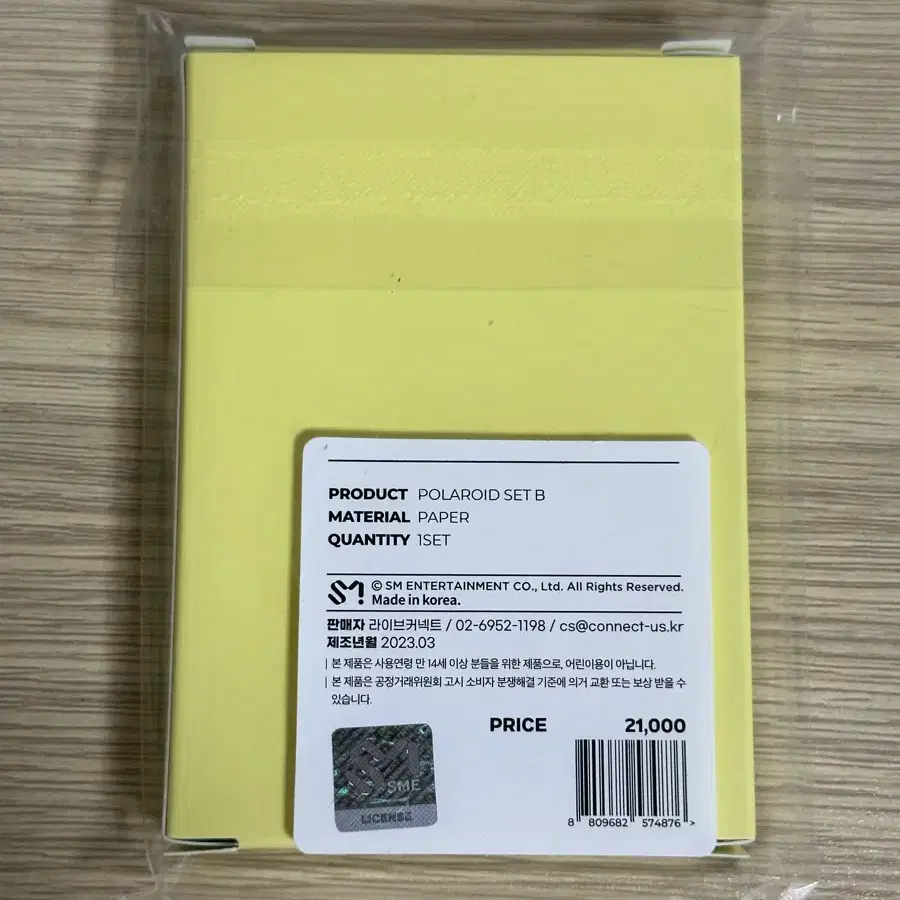 PRODUCT POLAROID SET B
MATERIAL PAPER
QUANTITY 1SET
SM © SM ENTERTAINMENT CO., Ltd. All Rights Reserved.
Made in korea.
판매자 라이브커넥트 / 02-6952-1198 / cs@connect-us.kr
제조년월 2023.03
| 본 제품은 사용연령 만 14세 이상 분들을 위한 제품으로, 어린이용이 아닙니다.
| 본 제품은 공정거래위원회 고시 소비자 분쟁해결 기준에 의거 교환 또는 보상 받을 수
있습니다.
PRICE 21,000
SM
SME
LICENSE
8 809682 574876 >